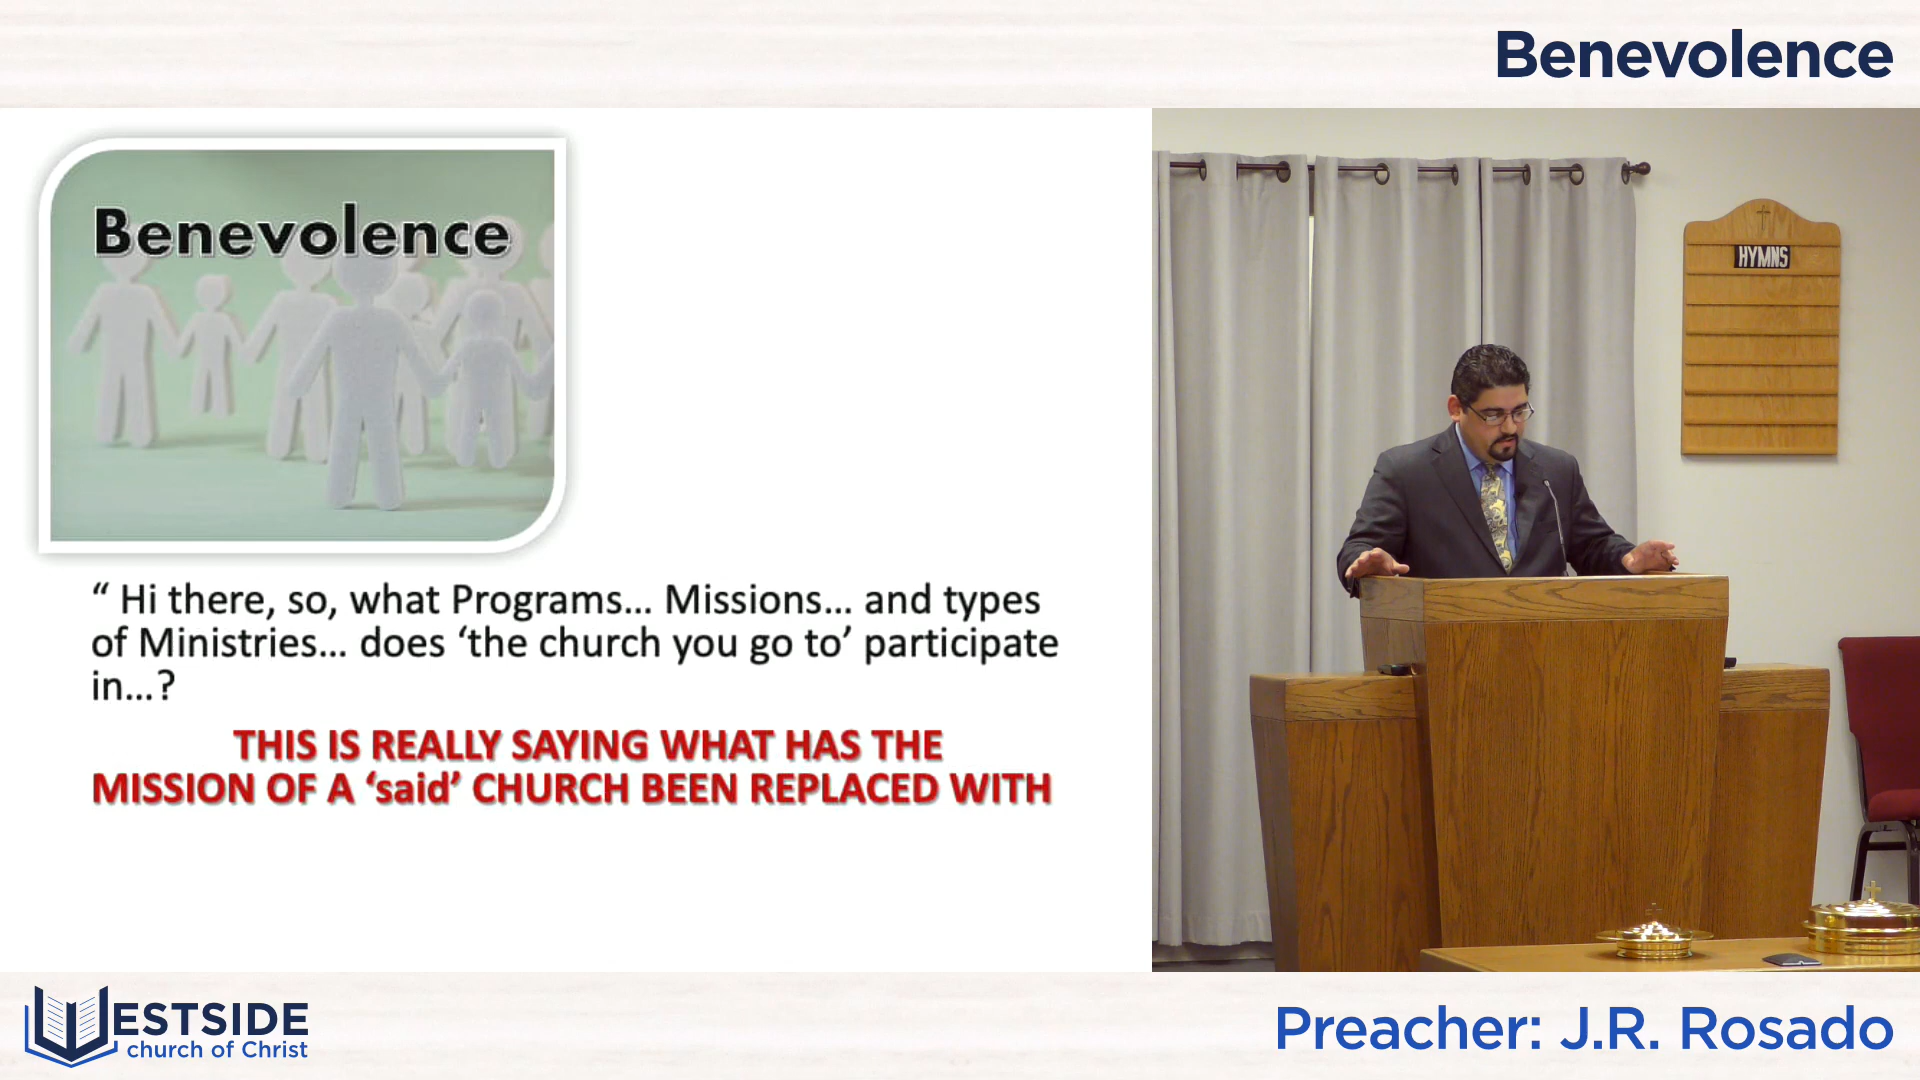 Benevolence
Benevolence
“ Hi there, so, what Programs... Missions... and types
of Ministries... does ‘the church you go to’ participate
in...?
THIS IS REALLY SAYING WHAT HAS THE
MISSION OF A ‘said’ CHURCH BEEN REPLACED WITH
HYMNS
WESTSIDE
church of Christ
Preacher: J.R. Rosado